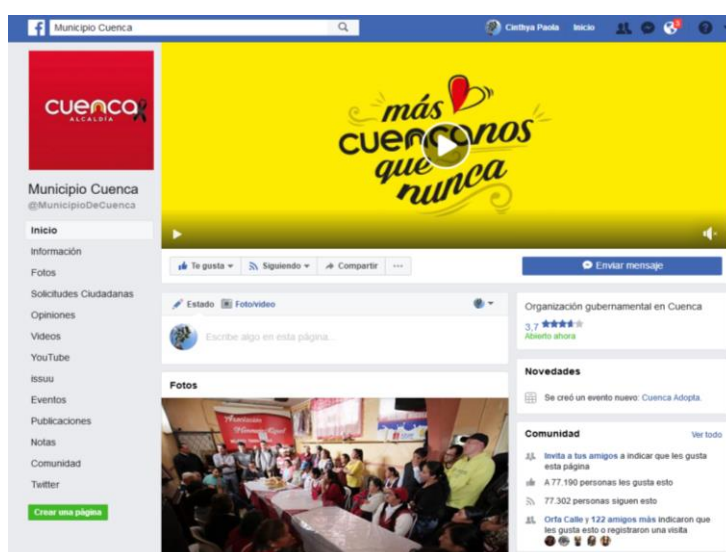 Municipio Cuenca
Cinthya Paola Inicio
3
cuenca
ALCALDÍA
más
cuencanos
que
nunca
Municipio Cuenca
@MunicipioDeCuenca
Inicio
Información
Fotos
Solicitudes Ciudadanas
Opiniones
Videos
YouTube
issuu
Eventos
Publicaciones
Notas
Comunidad
Twitter
Crear una página
Te gusta Siguiendo Compartir ...
Enviar mensaje
Estado Foto/video
Escribe algo en esta página...
Fotos
Asociación
Organización gubernamental en Cuenca
3,7
Abierto ahora
Novedades
Se creó un evento nuevo: Cuenca Adopta.
Comunidad Ver todo
Invita a tus amigos a indicar que les gusta
esta página
A 77.190 personas les gusta esto
77.302 personas siguen esto
Orfa Calle y 122 amigos más indicaron que
les gusta esto o registraron una visita